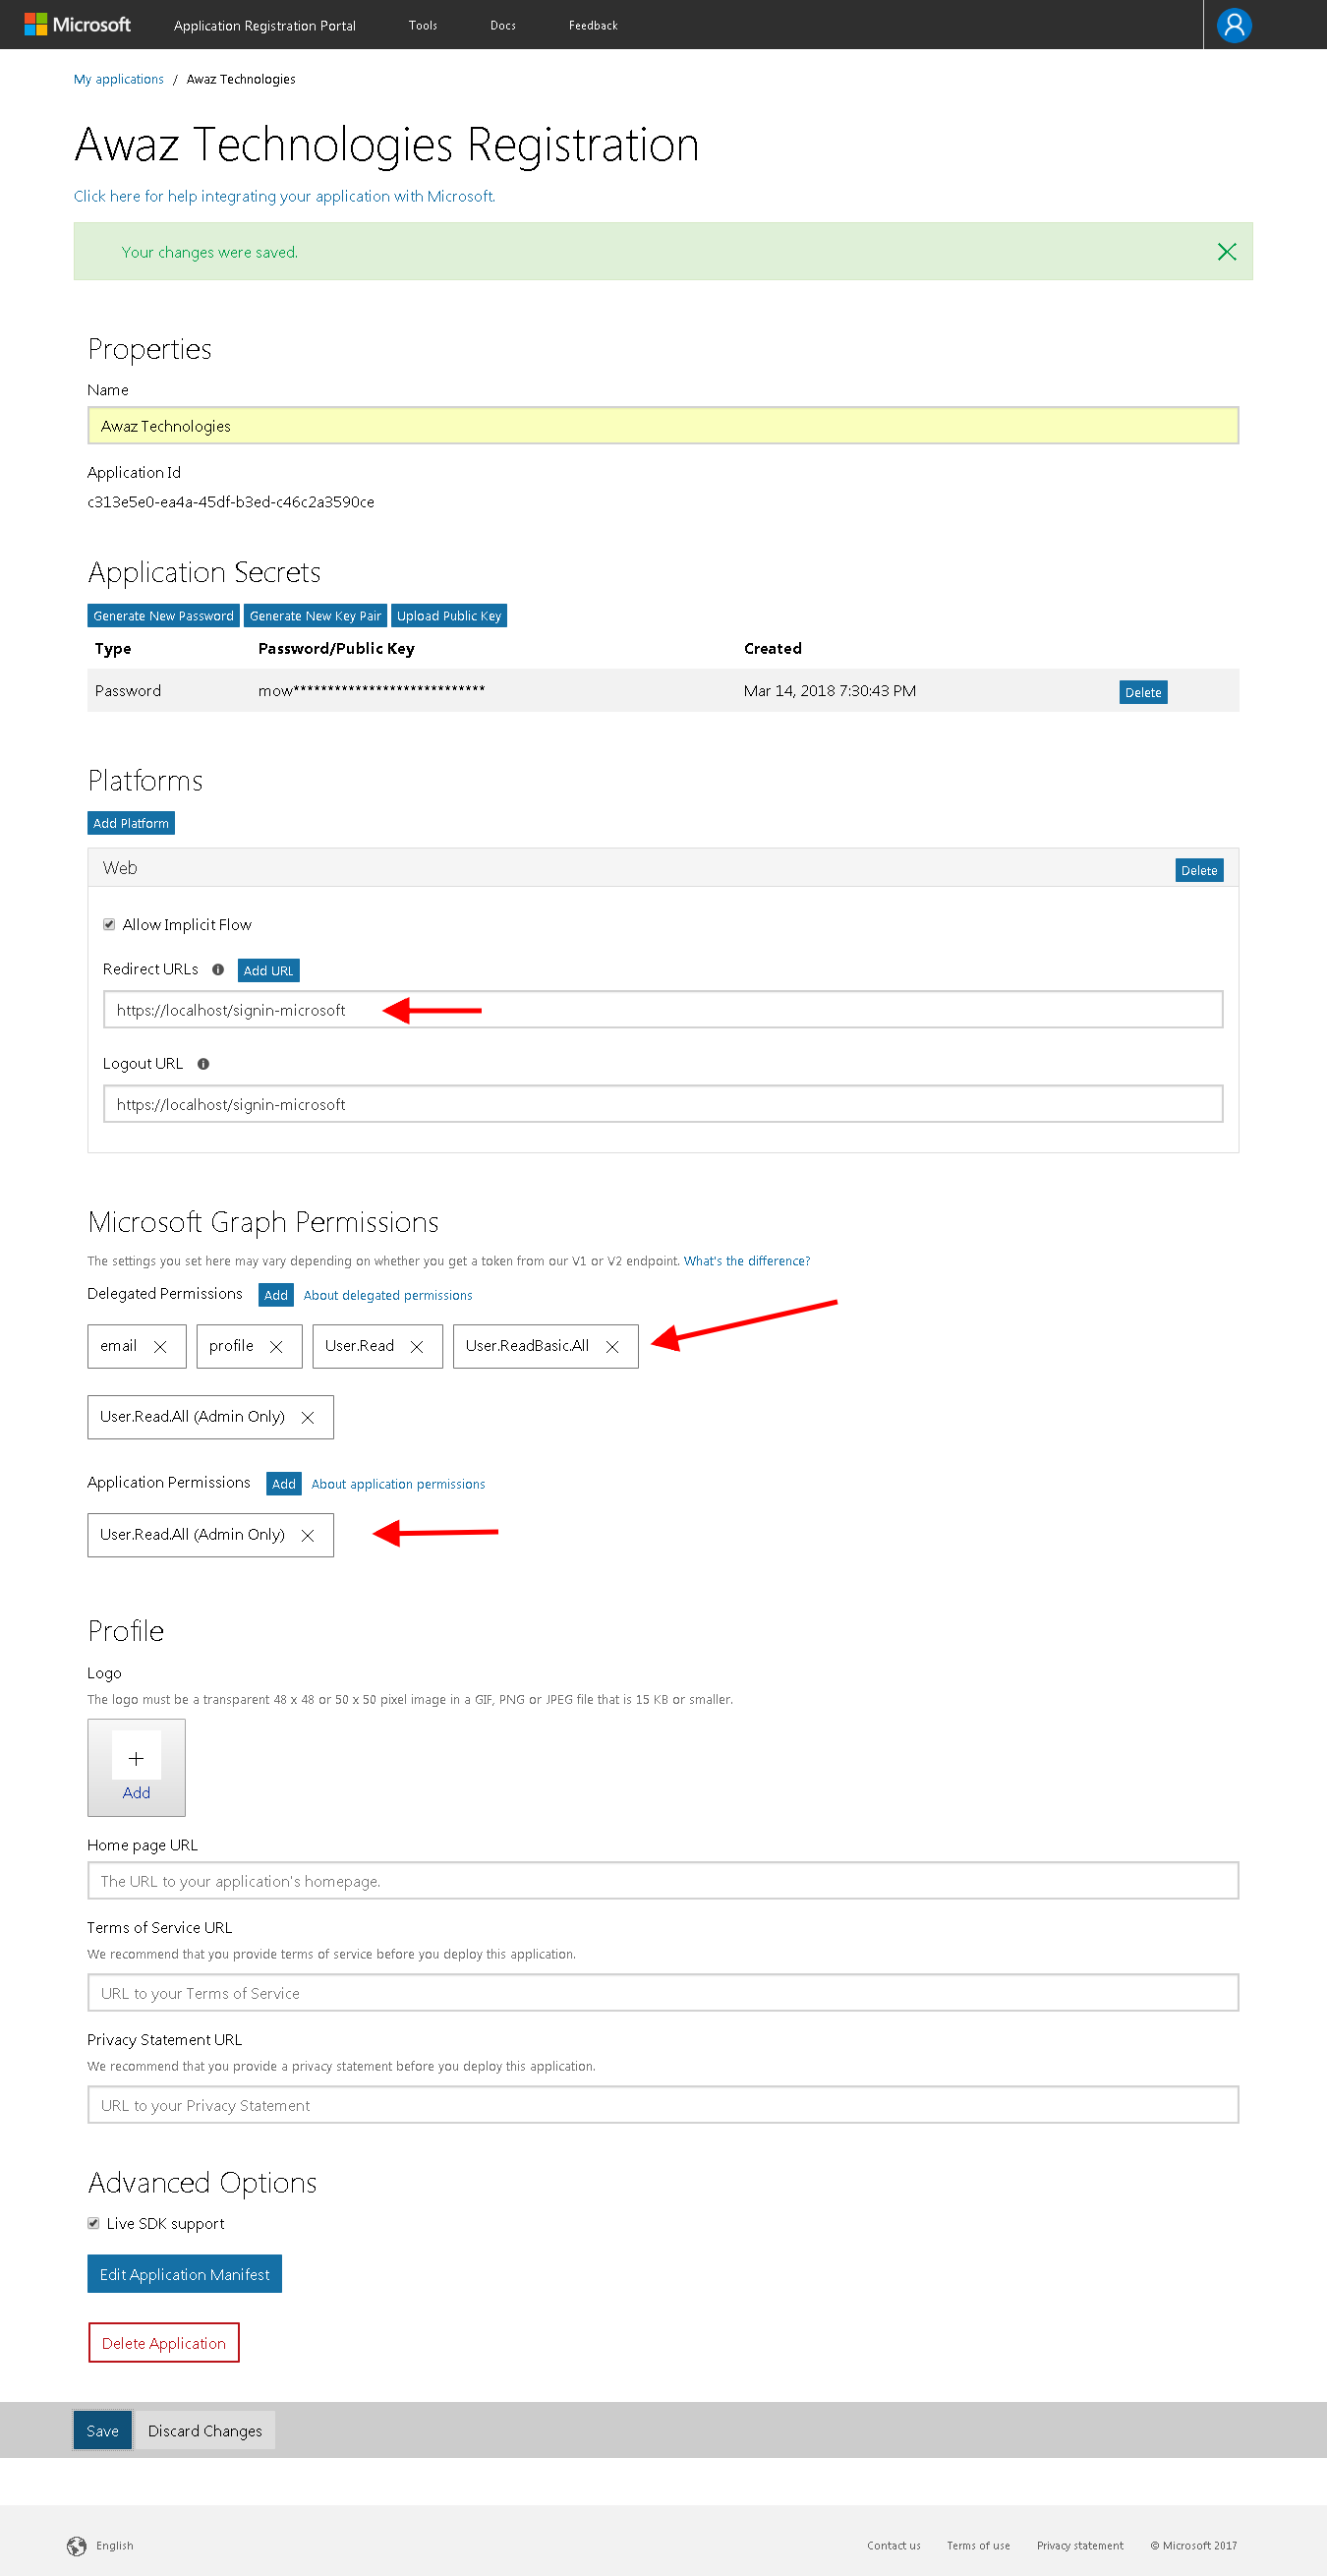 Microsoft Application Registration Portal Tools Docs Feedback
My applications / Awaz Technologies
Awaz Technologies Registration
Click here for help integrating your application with Microsoft.
Your changes were saved.
Properties
Name
Awaz Technologies
Application Id
c313e5e0-ea4a-45df-b3ed-c46c2a3590ce
Application Secrets
Generate New Password Generate New Key Pair Upload Public Key
Type Password/Public Key Created
Password mow**************************** Mar 14, 2018 7:30:43 PM Delete
Platforms
Add Platform
Web Delete
Allow Implicit Flow
Redirect URLs Add URL
https://localhost/signin-microsoft
Logout URL
https://localhost/signin-microsoft
Microsoft Graph Permissions
The settings you set here may vary depending on whether you get a token from our V1 or V2 endpoint. What's the difference?
Delegated Permissions Add About delegated permissions
email profile User.Read User.ReadBasic.All
User.Read.All (Admin Only)
Application Permissions Add About application permissions
User.Read.All (Admin Only)
Profile
Logo
The logo must be a transparent 48 x 48 or 50 x 50 pixel image in a GIF, PNG or JPEG file that is 15 KB or smaller.
Add
Home page URL
The URL to your application's homepage.
Terms of Service URL
We recommend that you provide terms of service before you deploy this application.
URL to your Terms of Service
Privacy Statement URL
We recommend that you provide a privacy statement before you deploy this application.
URL to your Privacy Statement
Advanced Options
Live SDK support
Edit Application Manifest
Delete Application
Save Discard Changes
English Contact us Terms of use Privacy statement © Microsoft 2017